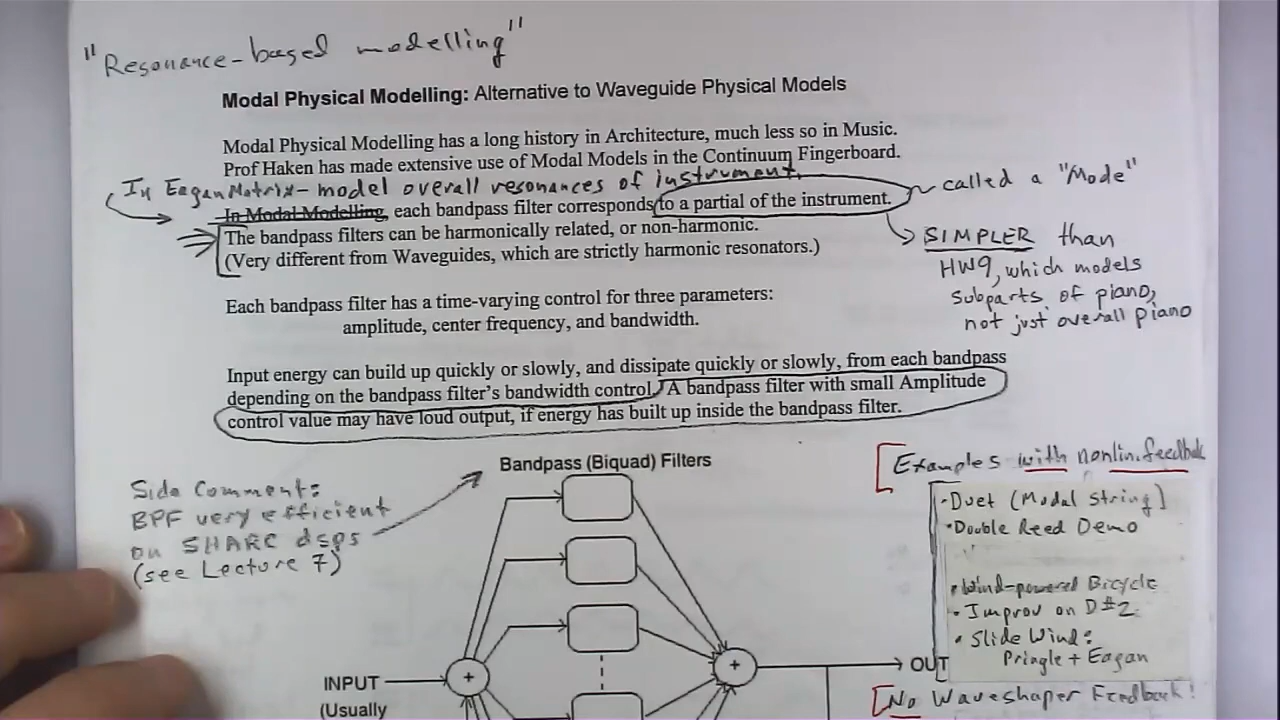 "Resonance-based modelling"
Modal Physical Modelling: Alternative to Waveguide Physical Models
Modal Physical Modelling has a long history in Architecture, much less so in Music.
Prof Haken has made extensive use of Modal Models in the Continuum Fingerboard.
In EaganMatrix - model overall resonances of instrument.
In Modal Modelling, each bandpass filter corresponds to a partial of the instrument.
called a "Mode"
The bandpass filters can be harmonically related, or non-harmonic.
(Very different from Waveguides, which are strictly harmonic resonators.)
SIMPLER than
HW9, which models
subparts of piano,
not just overall piano
Each bandpass filter has a time-varying control for three parameters:
amplitude, center frequency, and bandwidth.
Input energy can build up quickly or slowly, and dissipate quickly or slowly, from each bandpass
depending on the bandpass filter's bandwidth control. A bandpass filter with small Amplitude
control value may have loud output, if energy has built up inside the bandpass filter.
Bandpass (Biquad) Filters
Side Comment:
BPF very efficient
on SHARC dsps
(see Lecture 7)
Examples with nonlin. feedback
• Duet (Modal String)
• Double Reed Demo
• Wind-powered Bicycle
• Improv on D#2
• Slide Wind:
Pringle + Eagan
+
+
OUT
INPUT
(Usually
No Waveshaper Feedback!